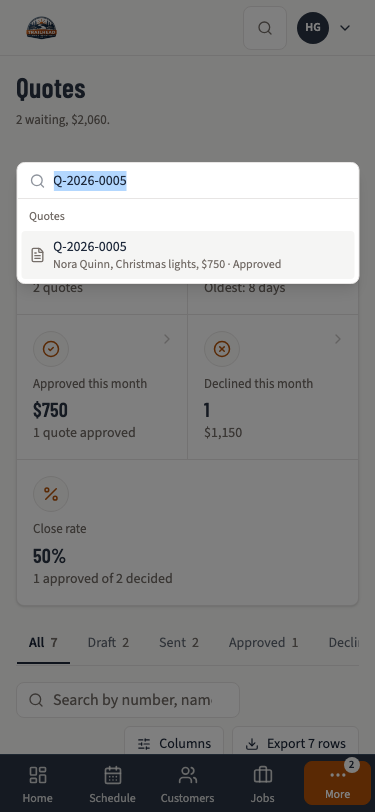 TRAILHEAD
HG
Quotes
2 waiting, $2,060.
Q-2026-0005
Quotes
Q-2026-0005
Nora Quinn, Christmas lights, $750 · Approved
2 quotes
Oldest: 8 days
Approved this month
$750
1 quote approved
Declined this month
1
$1,150
Close rate
50%
1 approved of 2 decided
All 7 Draft 2 Sent 2 Approved 1 Declin
Search by number, nam
Columns Export 7 rows
2
Home Schedule Customers Jobs More